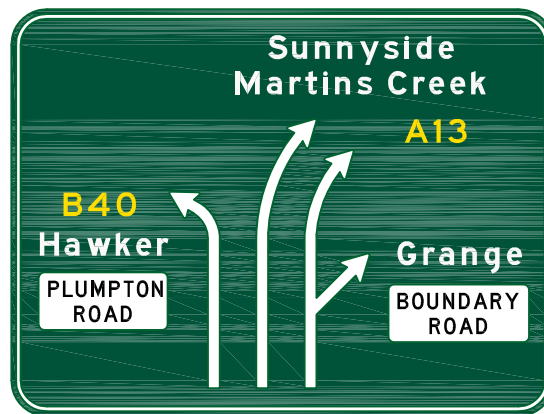 Sunnyside
Martins Creek
A13
B40
Hawker
PLUMPTON
ROAD
Grange
BOUNDARY
ROAD